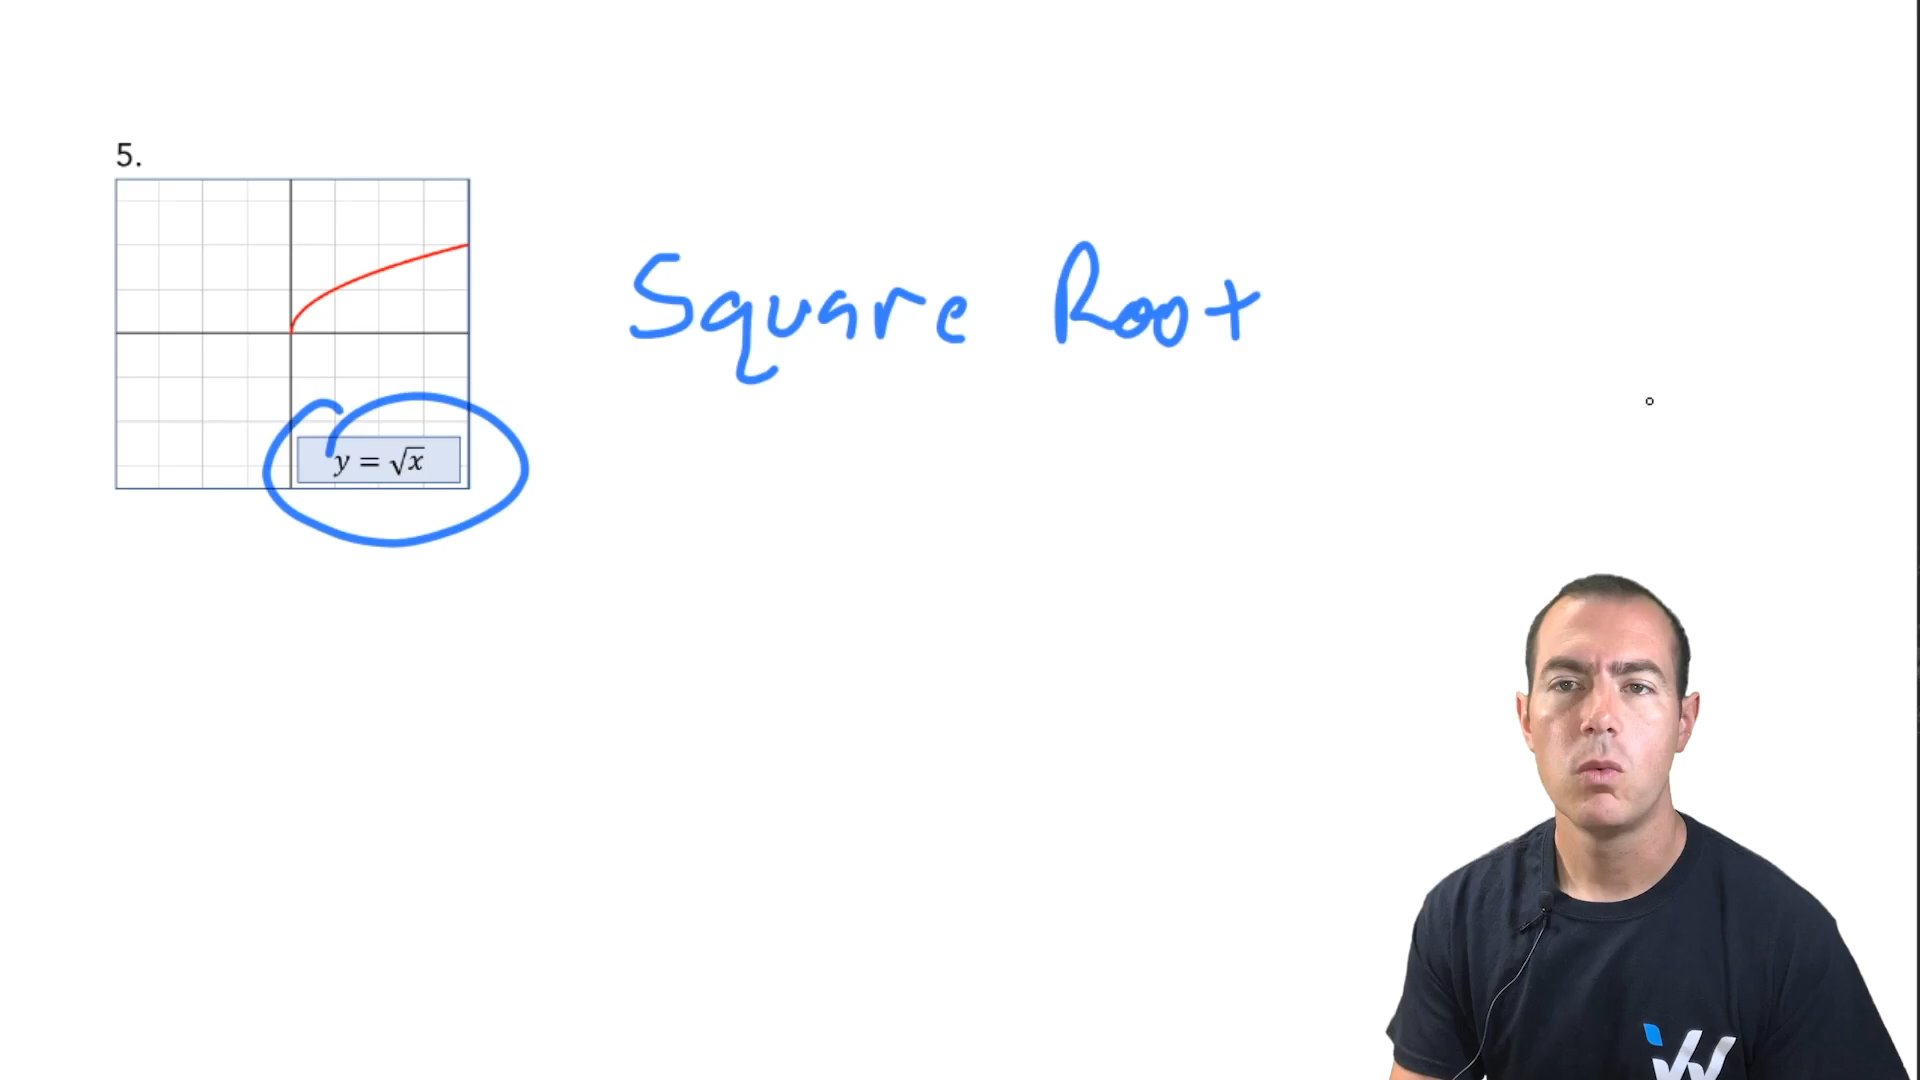 5.
Square Root
y = √x